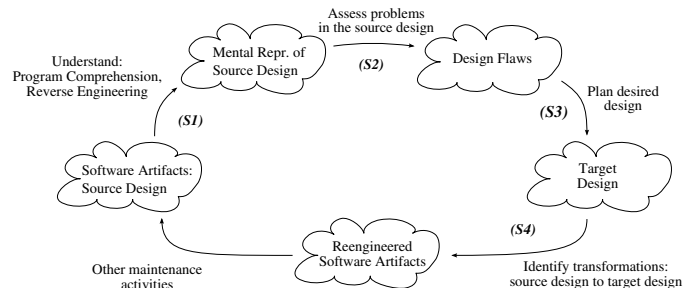 Assess problems
in the source design
Understand:
Program Comprehension,
Reverse Engineering
Mental Repr. of
Source Design
(S2)
Design Flaws
(S1)
(S3)
Plan desired
design
Software Artifacts:
Source Design
Target
Design
(S4)
Reengineered
Software Artifacts
Other maintenance
activities
Identify transformations:
source design to target design